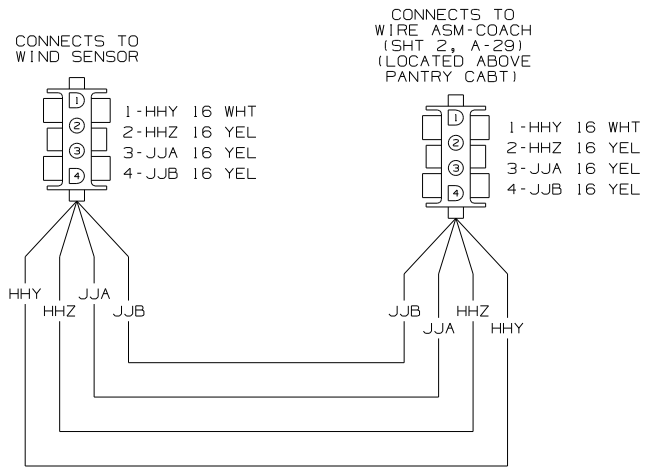 CONNECTS TO
WIND SENSOR
1
2
3
4
1-HHY 16 WHT
2-HHZ 16 YEL
3-JJA 16 YEL
4-JJB 16 YEL
CONNECTS TO
WIRE ASM-COACH
(SHT 2, A-29)
(LOCATED ABOVE
PANTRY CABT)
1
2
3
4
1-HHY 16 WHT
2-HHZ 16 YEL
3-JJA 16 YEL
4-JJB 16 YEL
HHY
HHZ
JJA
JJB
JJB
JJA
HHZ
HHY